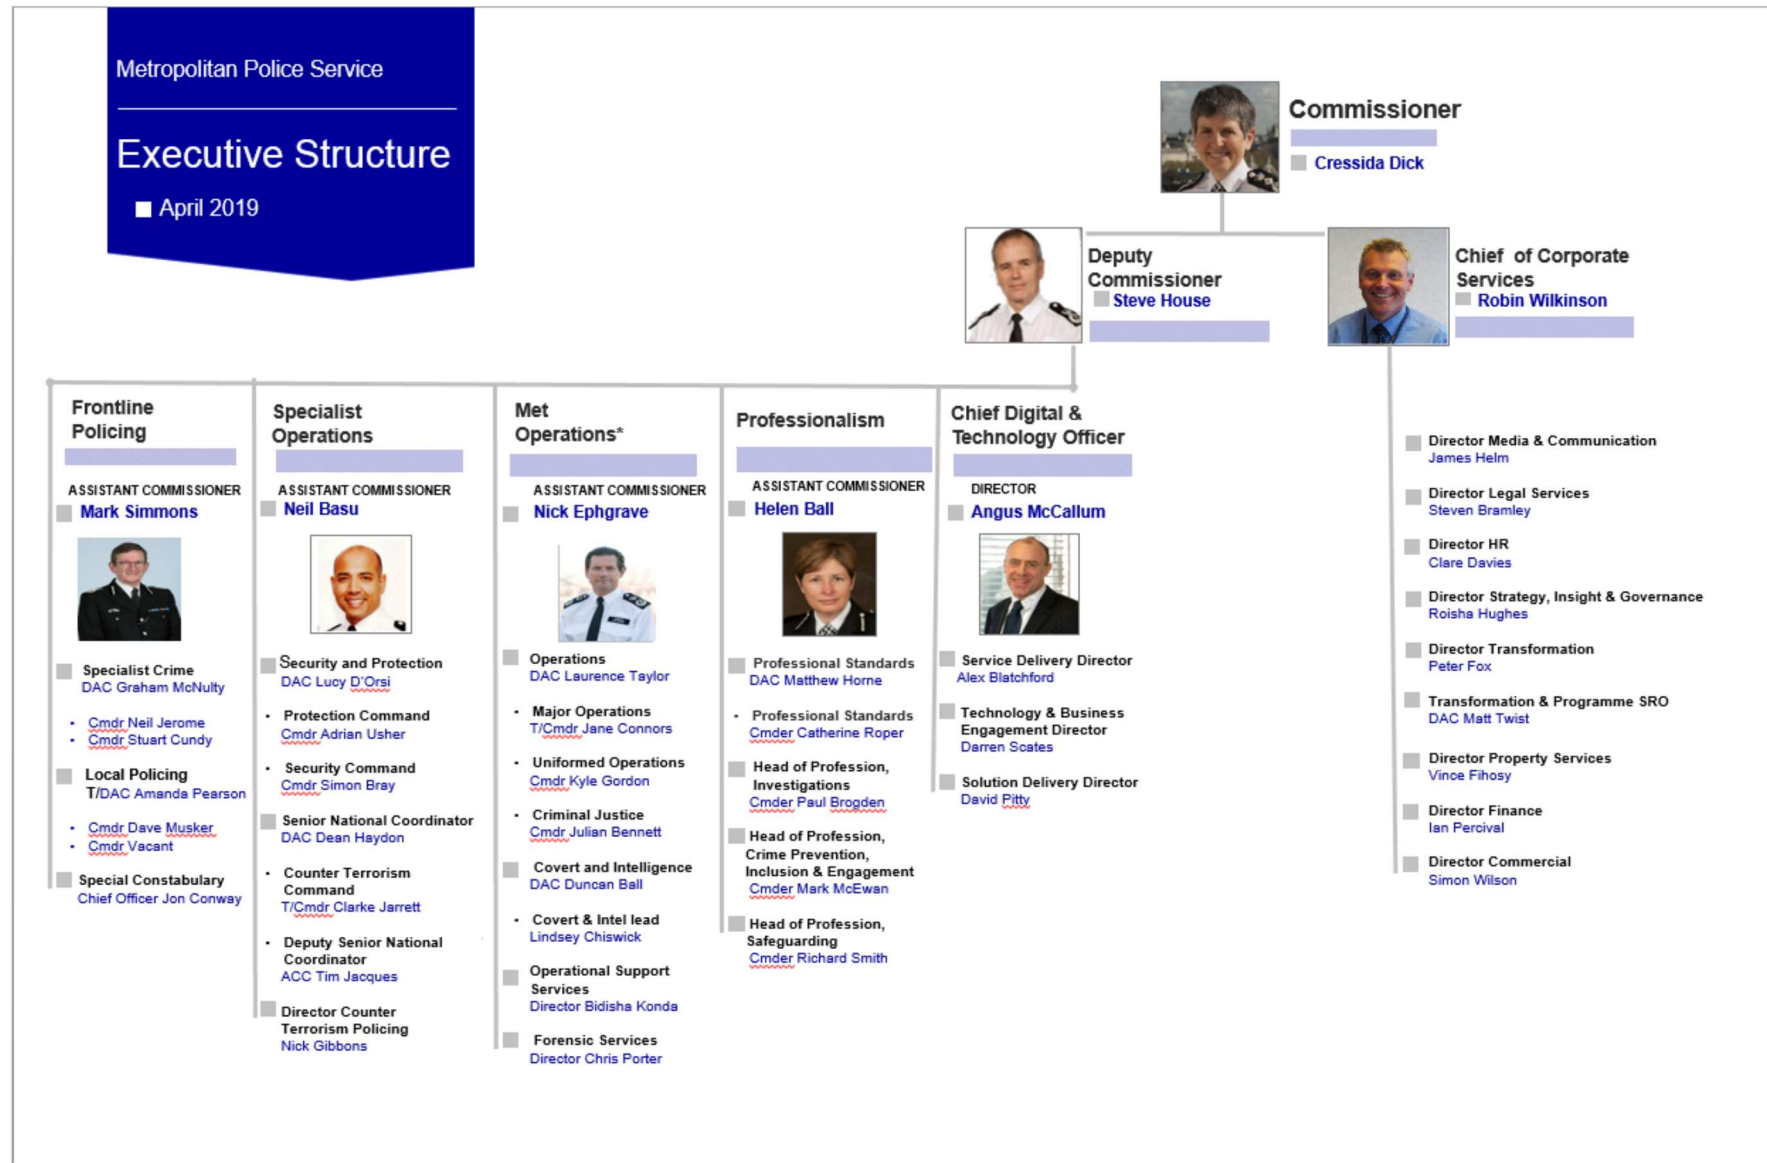 Metropolitan Police Service
Executive Structure
April 2019
Commissioner
Cressida Dick
Deputy
Commissioner
Steve House
Chief of Corporate
Services
Robin Wilkinson
Frontline
Policing
ASSISTANT COMMISSIONER
Mark Simmons
Specialist Crime
DAC Graham McNulty
• Cmdr Neil Jerome
• Cmdr Stuart Cundy
Local Policing
T/DAC Amanda Pearson
• Cmdr Dave Musker
• Cmdr Vacant
Special Constabulary
Chief Officer Jon Conway
Specialist
Operations
ASSISTANT COMMISSIONER
Neil Basu
Security and Protection
DAC Lucy D'Orsi
• Protection Command
Cmdr Adrian Usher
• Security Command
Cmdr Simon Bray
Senior National Coordinator
DAC Dean Haydon
• Counter Terrorism
Command
T/Cmdr Clarke Jarrett
• Deputy Senior National
Coordinator
ACC Tim Jacques
Director Counter
Terrorism Policing
Nick Gibbons
Met
Operations*
ASSISTANT COMMISSIONER
Nick Ephgrave
Operations
DAC Laurence Taylor
• Major Operations
T/Cmdr Jane Connors
• Uniformed Operations
Cmdr Kyle Gordon
• Criminal Justice
Cmdr Julian Bennett
Covert and Intelligence
DAC Duncan Ball
• Covert & Intel lead
Lindsey Chiswick
Operational Support
Services
Director Bidisha Konda
Forensic Services
Director Chris Porter
Professionalism
ASSISTANT COMMISSIONER
Helen Ball
Professional Standards
DAC Matthew Horne
• Professional Standards
Cmder Catherine Roper
Head of Profession,
Investigations
Cmder Paul Brogden
Head of Profession,
Crime Prevention,
Inclusion & Engagement
Cmder Mark McEwan
Head of Profession,
Safeguarding
Cmder Richard Smith
Chief Digital &
Technology Officer
DIRECTOR
Angus McCallum
Service Delivery Director
Alex Blatchford
Technology & Business
Engagement Director
Darren Scates
Solution Delivery Director
David Pitty
Director Media & Communication
James Helm
Director Legal Services
Steven Bramley
Director HR
Clare Davies
Director Strategy, Insight & Governance
Roisha Hughes
Director Transformation
Peter Fox
Transformation & Programme SRO
DAC Matt Twist
Director Property Services
Vince Fihosy
Director Finance
Ian Percival
Director Commercial
Simon Wilson